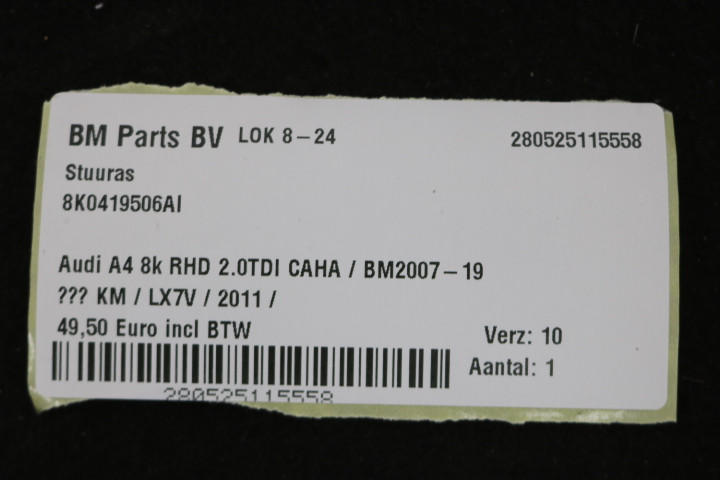 BM Parts BV LOK 8-24 280525115558
Stuuras
8K0419506AI
Audi A4 8k RHD 2.0TDI CAHA / BM2007-19
??? KM / LX7V / 2011 /
49,50 Euro incl BTW
Verz: 10
Aantal: 1
280525115558